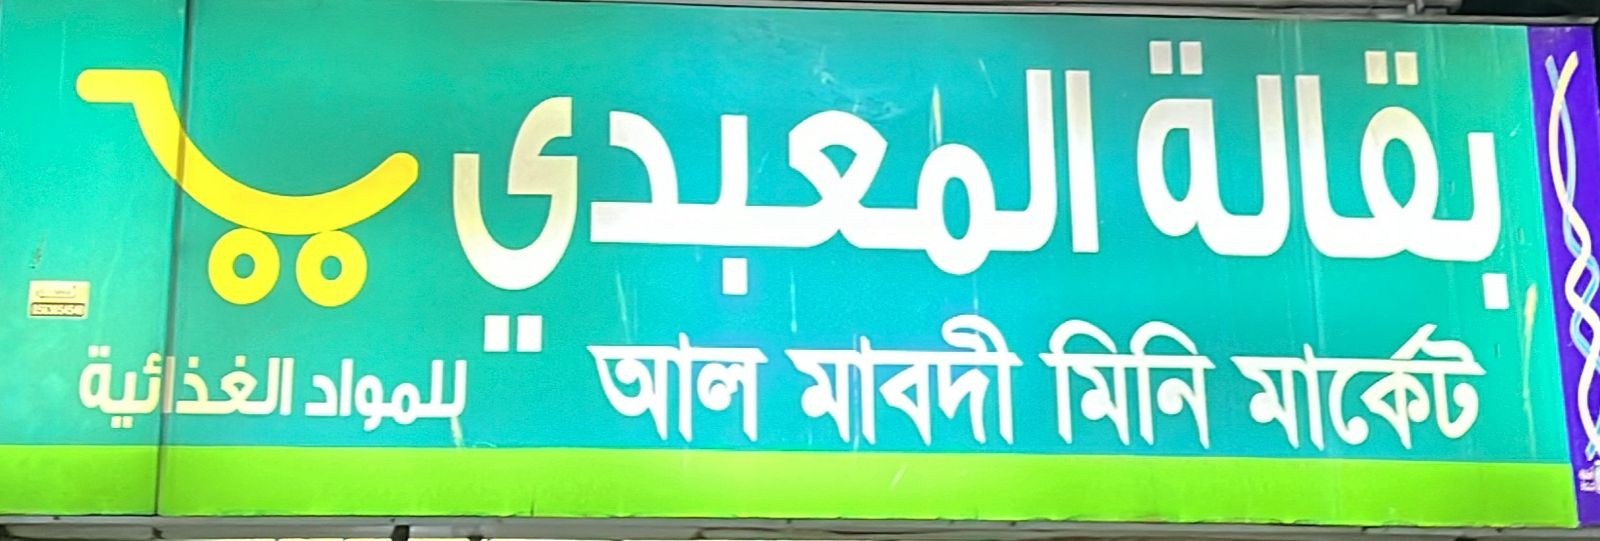 بقالة المعبدي
আল মাবদী মিনি মার্কেট
للمواد الغذائية